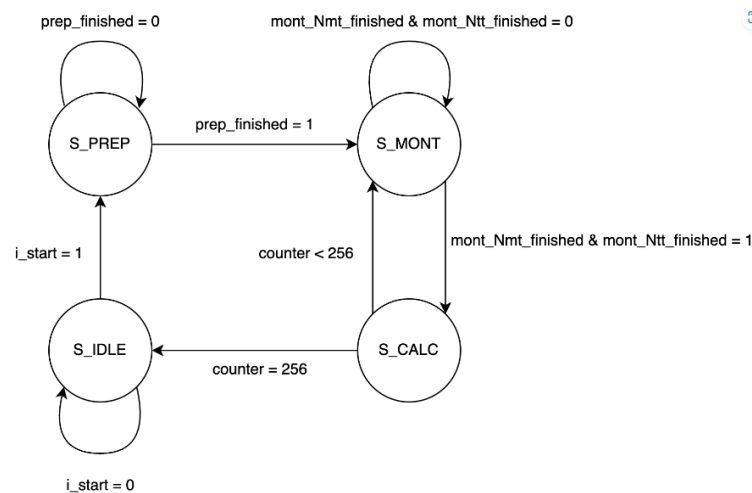 prep_finished = 0
mont_Nmt_finished & mont_Ntt_finished = 0
prep_finished = 1
S_PREP
S_MONT
i_start = 1
counter < 256
mont_Nmt_finished & mont_Ntt_finished = 1
S_IDLE
S_CALC
counter = 256
i_start = 0